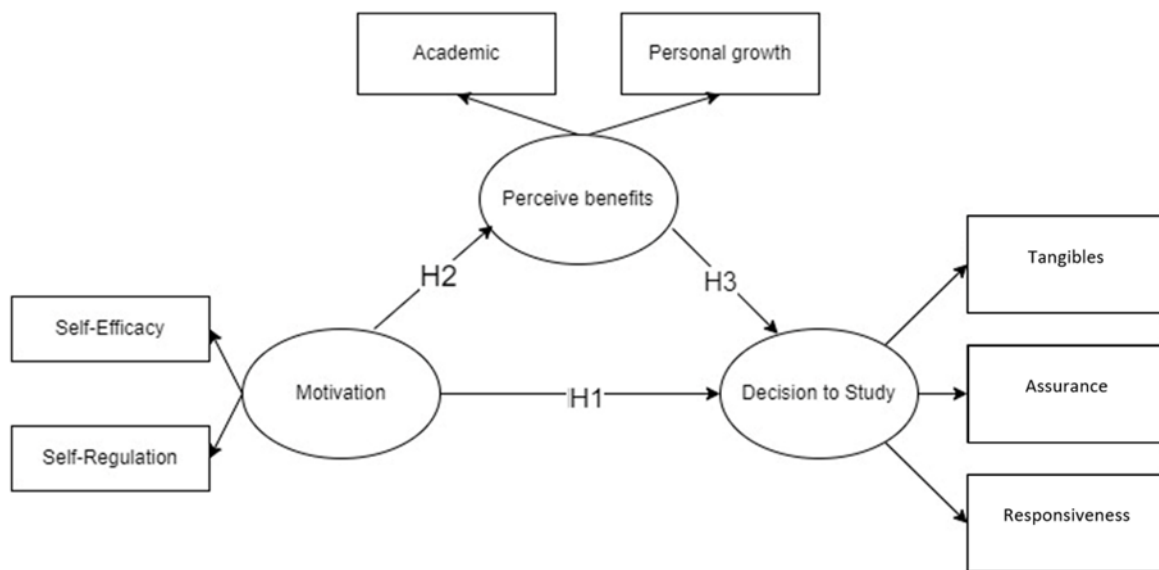 Academic
Personal growth
Perceive benefits
H2
H3
Tangibles
Self-Efficacy
Motivation
H1
Decision to Study
Assurance
Self-Regulation
Responsiveness